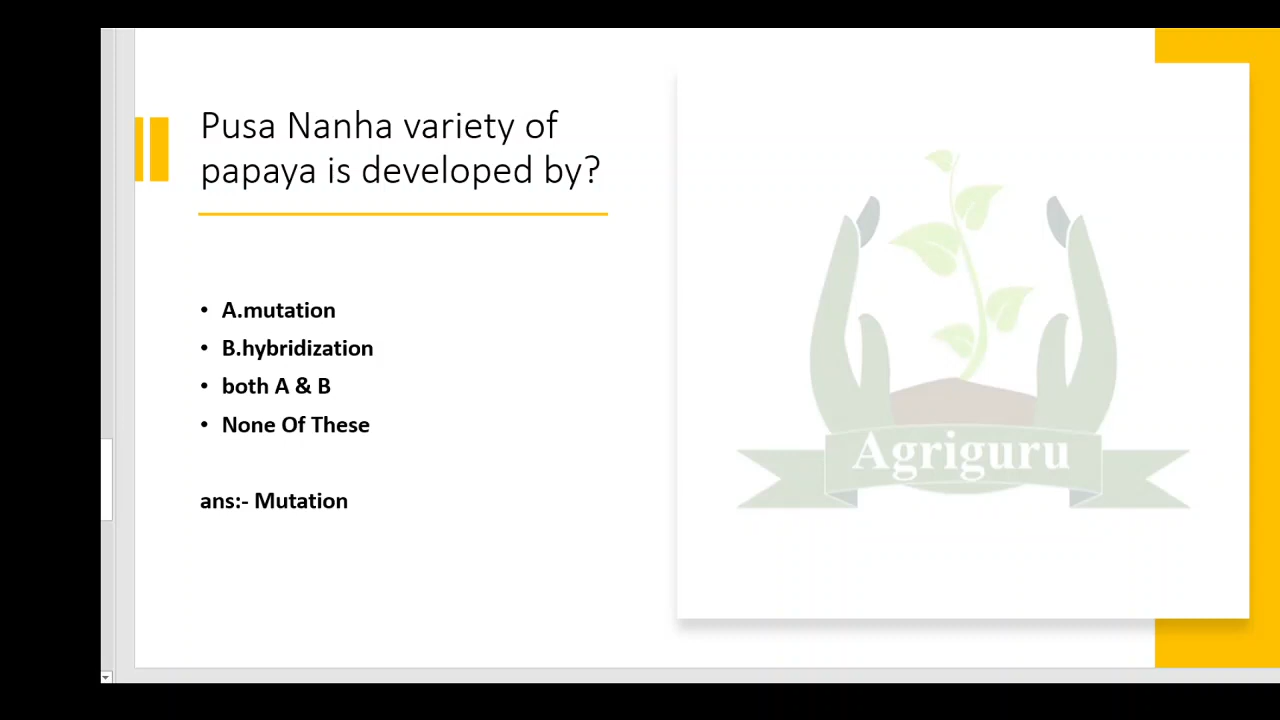 Pusa Nanha variety of
papaya is developed by?
• A.mutation
• B.hybridization
• both A & B
• None Of These
ans:- Mutation
Agriguru